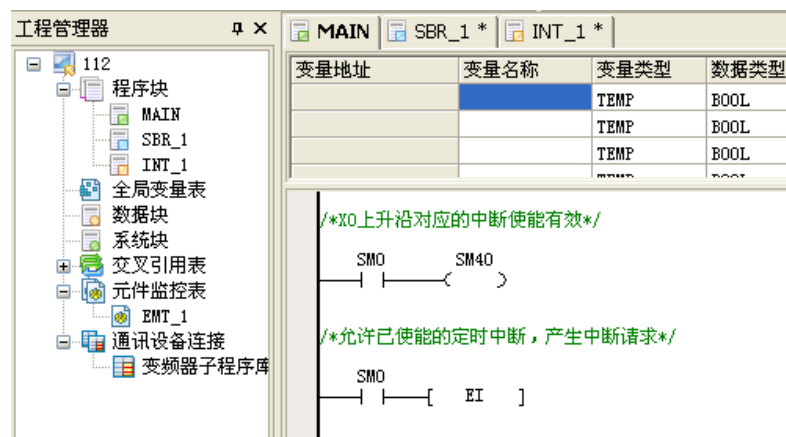 工程管理器
112
程序块
MAIN
SBR_1
INT_1
全局变量表
数据块
系统块
交叉引用表
元件监控表
EMT_1
通讯设备连接
变频器子程序库
MAIN SBR_1 * INT_1 *
变量地址 变量名称 变量类型 数据类型
TEMP BOOL
TEMP BOOL
TEMP BOOL
/*X0上升沿对应的中断使能有效*/
SM0 SM40
/*允许已使能的定时中断，产生中断请求*/
SM0
[ EI ]